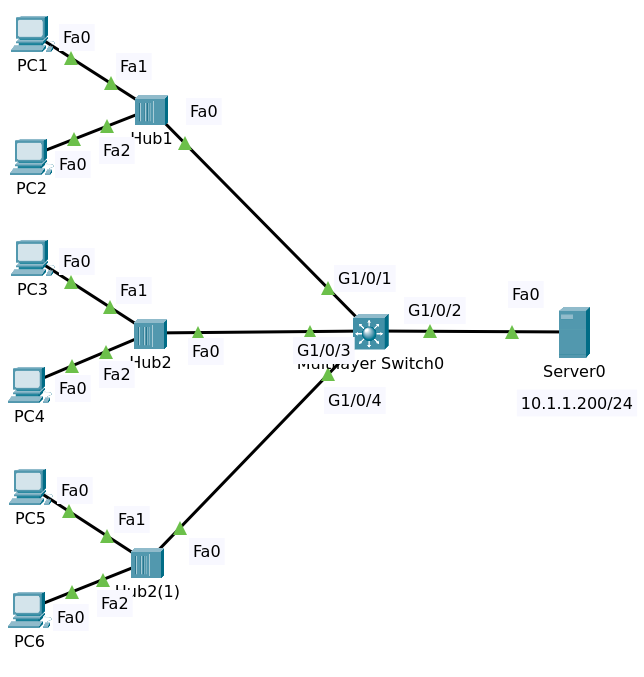 Fa0
PC1
Fa1
Fa0
Hub1
Fa2
Fa0
PC2
Fa0
PC3
Fa1
G1/0/1
G1/0/2
Fa0
Fa0
G1/0/3
Hub2
Fa2
Fa0
Multilayer Switch0
Server0
PC4
G1/0/4
10.1.1.200/24
Fa0
PC5
Fa1
Fa0
Hub2(1)
Fa2
Fa0
PC6